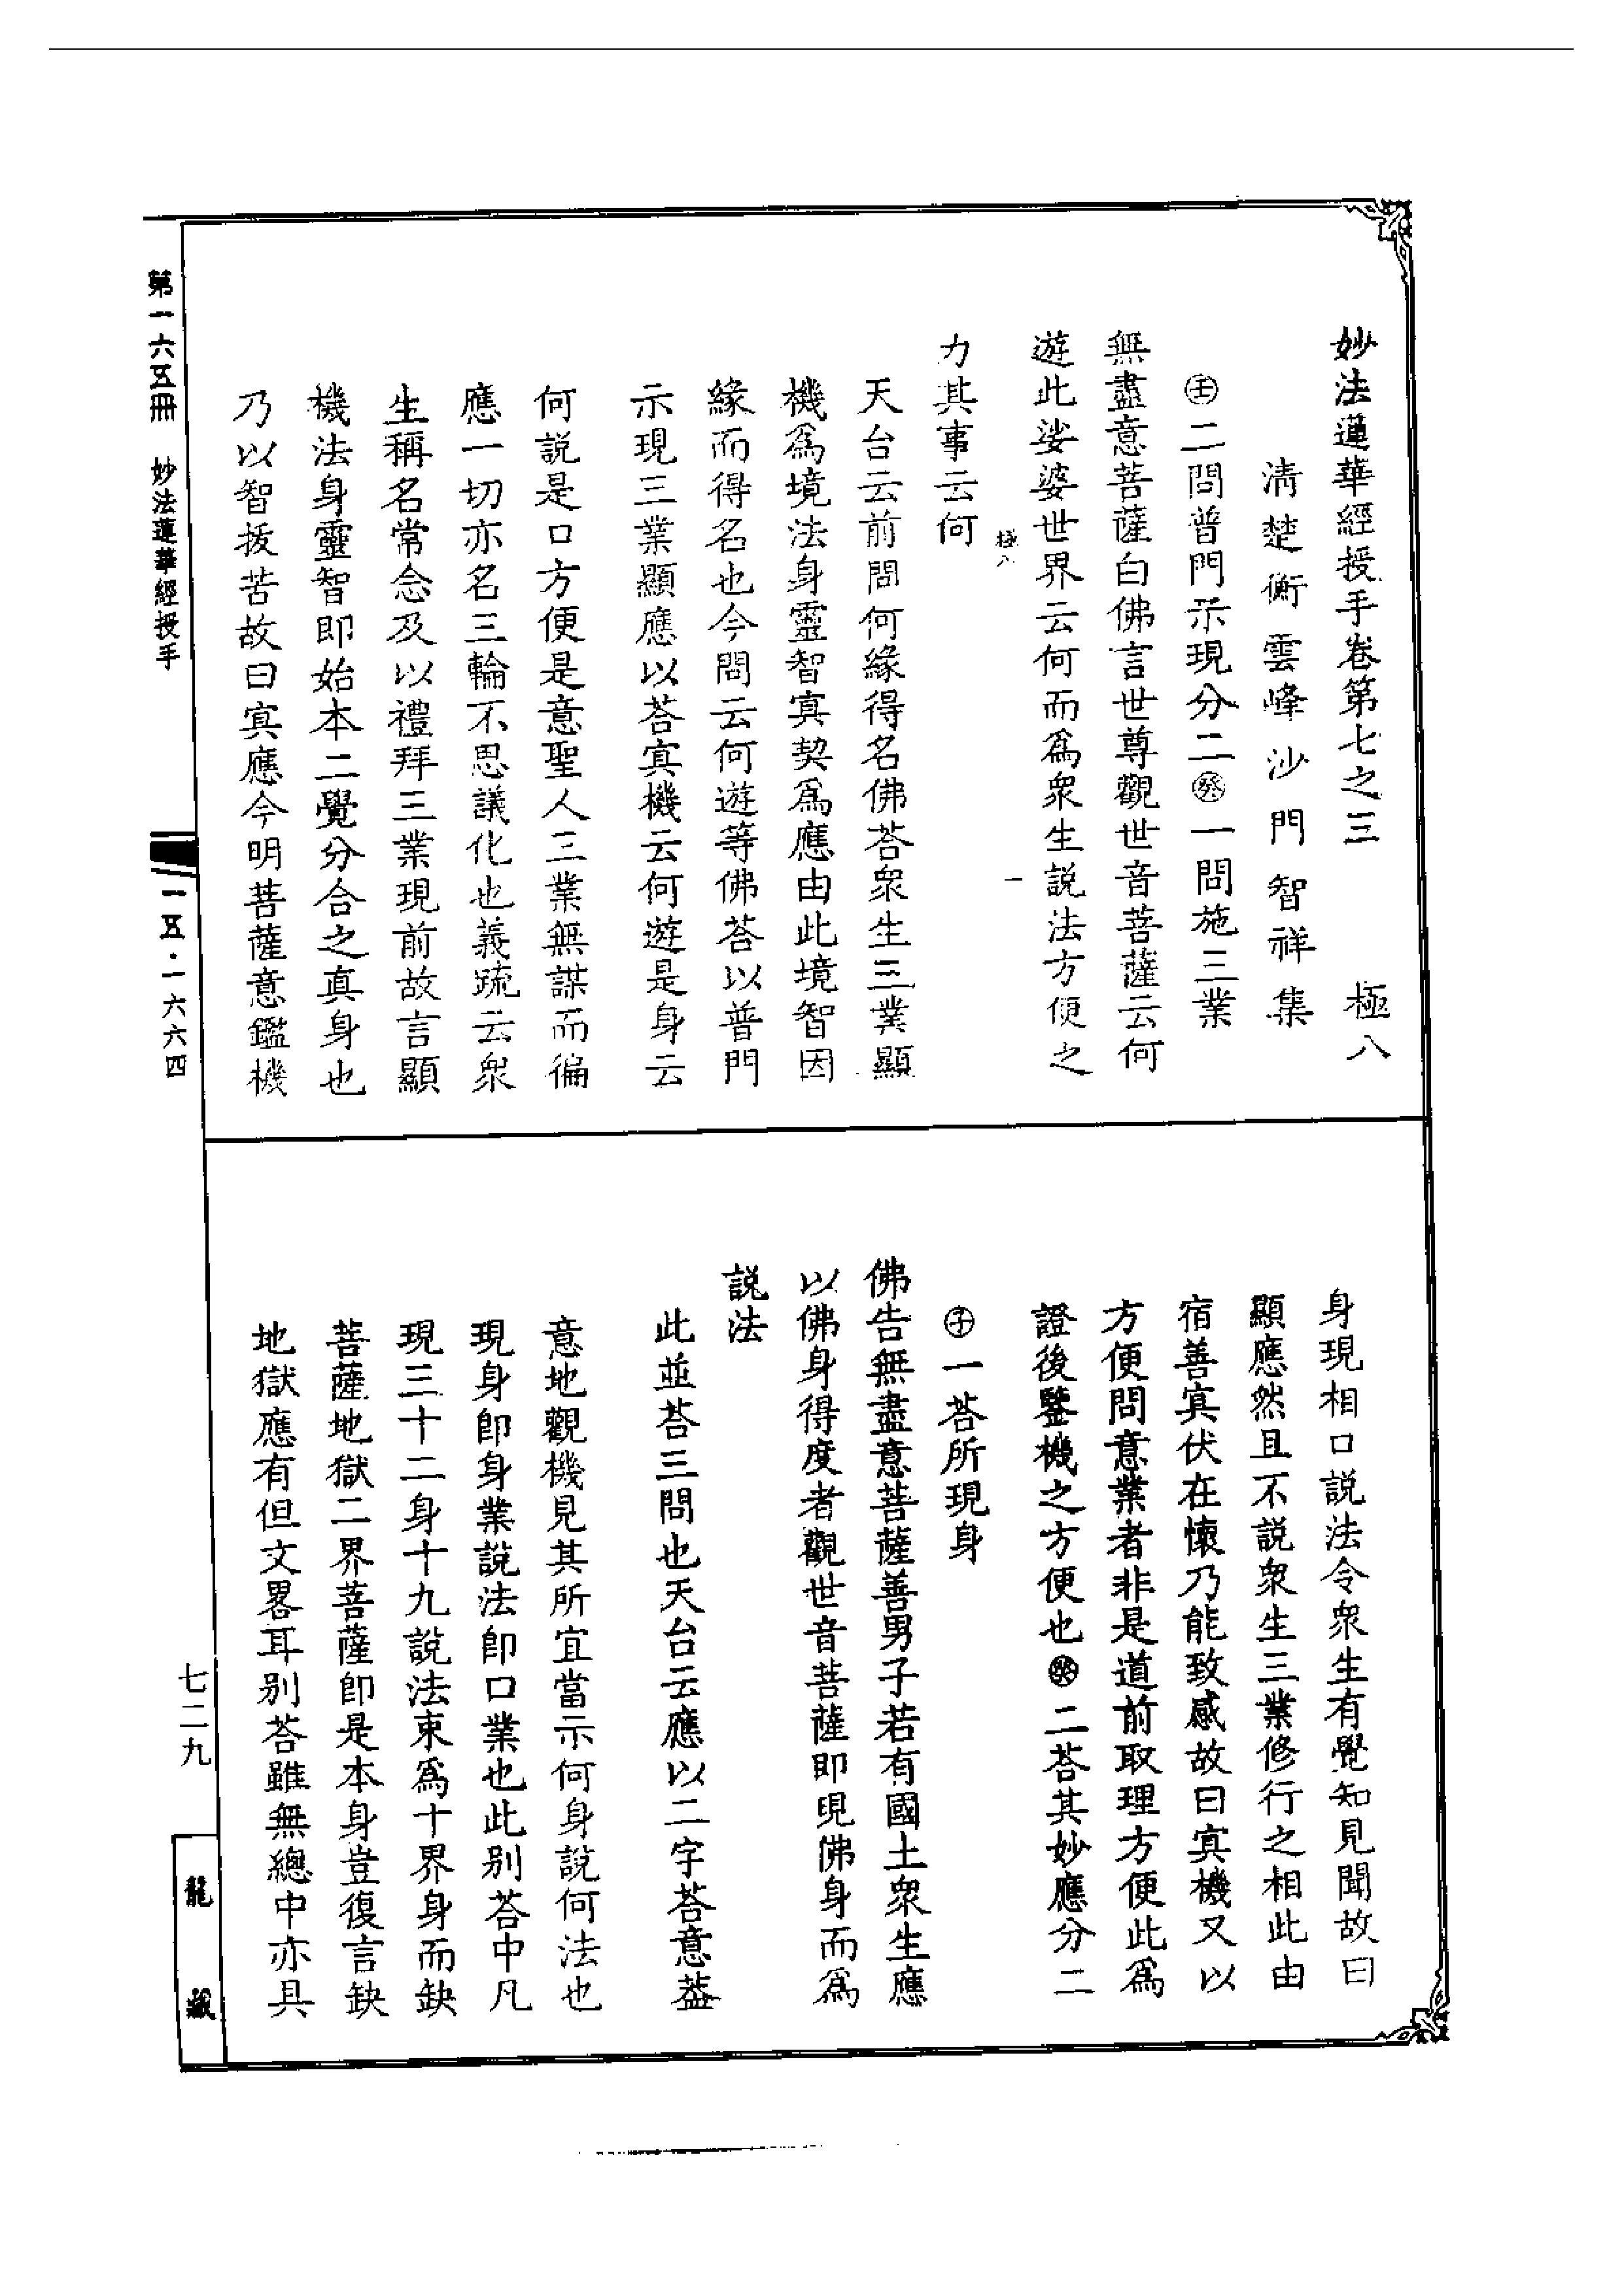 妙法蓮華經授手卷第七之三　極八
清楚衡雲峰沙門智祥集
㊛二問普門示現分二㊛一問施三業
無盡意菩薩白佛言世尊觀世音菩薩云何
遊此娑婆世界云何而爲衆生說法方便之
極八　一
力其事云何
天台云前問何緣得名佛荅衆生三業顯
機爲境法身靈智寘契爲應由此境智因
緣而得名也今問云何遊等佛荅以普門
示現三業顯應以荅寘機云何遊是身云
何說是口方便是意聖人三業無謀而徧
應一切亦名三輪不思議化也義疏云衆
生稱名常念及以禮拜三業現前故言顯
機法身靈智即始本二覺分合之真身也
乃以智拔苦故曰寘應今明菩薩意鑑機
身現相口說法令衆生有覺知見聞故曰
顯應然且不說衆生三業修行之相此由
宿善寘伏在懷乃能致感故曰寘機又以
方便問意業者非是道前取理方便此爲
證後鑒機之方便也㊛二荅其妙應分二
㊛一荅所現身
佛告無盡意菩薩善男子若有國土衆生應
以佛身得度者觀世音菩薩即現佛身而爲
說法
此並荅三問也天台云應以二字荅意葢
意地觀機見其所宜當示何身說何法也
現身即身業說法即口業也此别荅中凡
現三十二身十九說法束爲十界身而缺
菩薩地獄二界菩薩即是本身豈復言缺
地獄應有但文畧耳别荅雖無總中亦具
第一六五冊　妙法蓮華經授手
一五・一六六四
七二九
龍藏